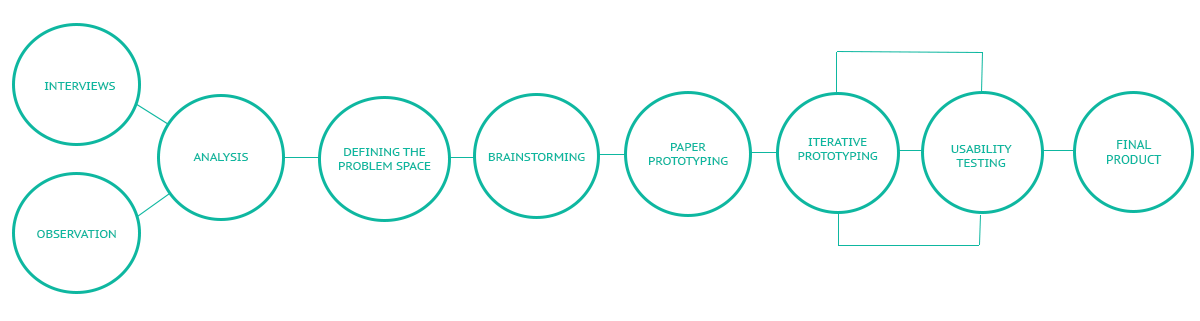 INTERVIEWS
OBSERVATION
ANALYSIS
DEFINING THE
PROBLEM SPACE
BRAINSTORMING
PAPER
PROTOTYPING
ITERATIVE
PROTOTYPING
USABILITY
TESTING
FINAL
PRODUCT